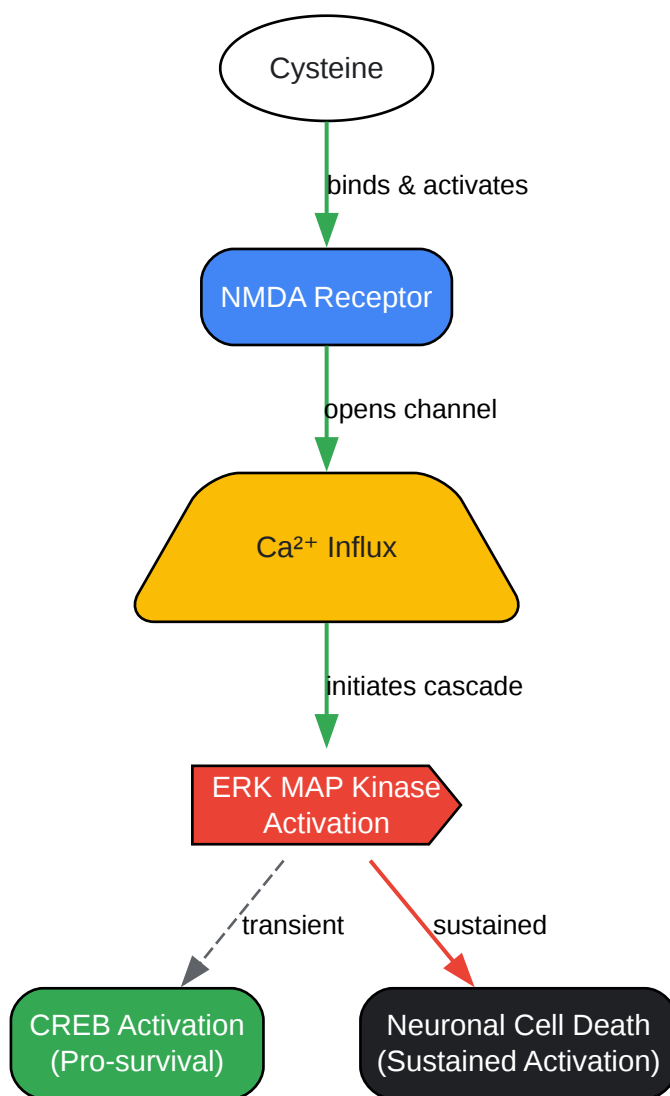 Cysteine
binds & activates
NMDA Receptor
opens channel
Ca²⁺ Influx
initiates cascade
ERK MAP Kinase
Activation
transient
sustained
CREB Activation
(Pro-survival)
Neuronal Cell Death
(Sustained Activation)